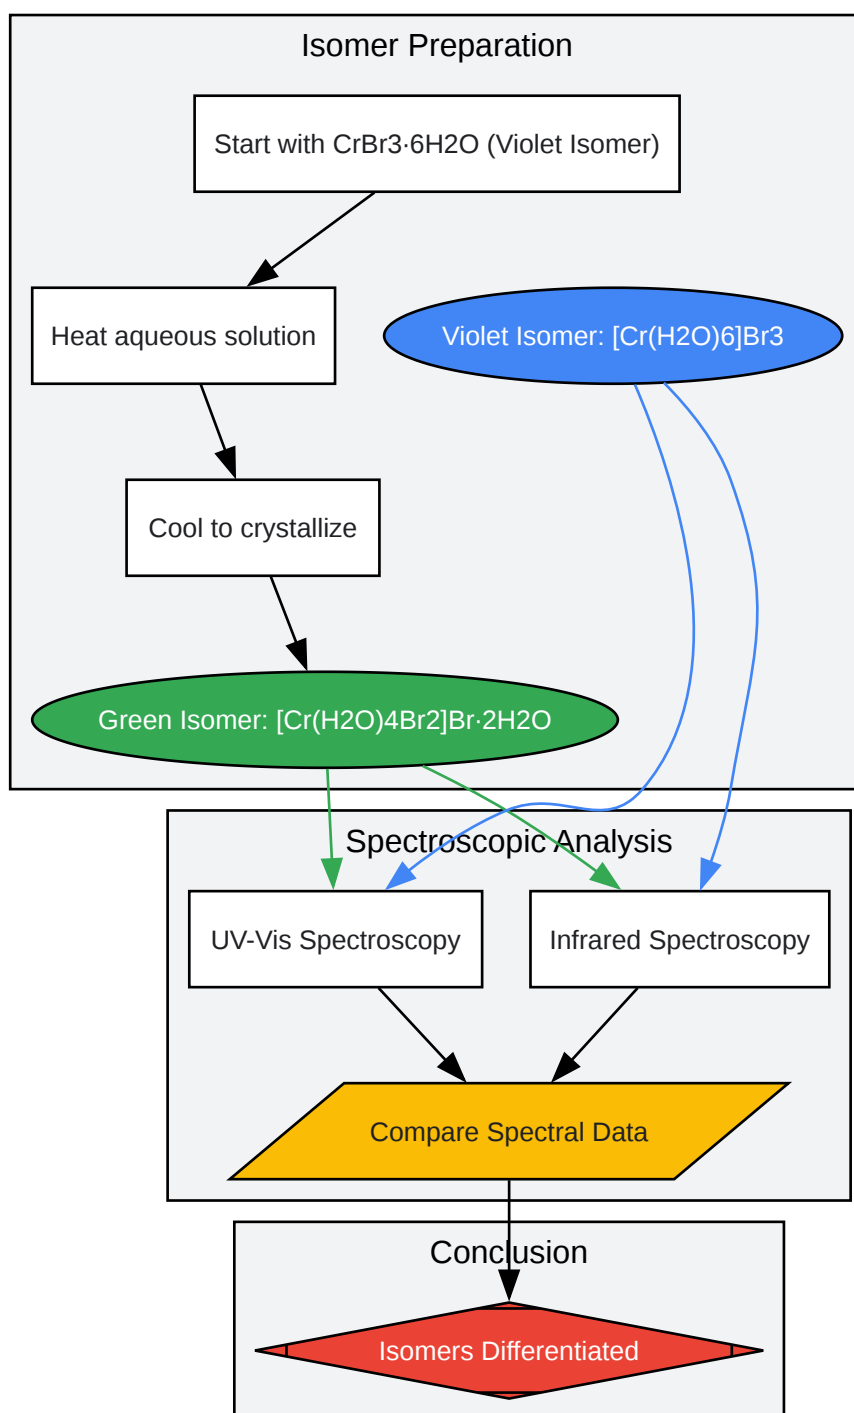 Isomer Preparation
Start with CrBr3·6H2O (Violet Isomer)
Heat aqueous solution
Violet Isomer: [Cr(H2O)6]Br3
Cool to crystallize
Green Isomer: [Cr(H2O)4Br2]Br·2H2O
Spectroscopic Analysis
UV-Vis Spectroscopy
Infrared Spectroscopy
Compare Spectral Data
Conclusion
Isomers Differentiated